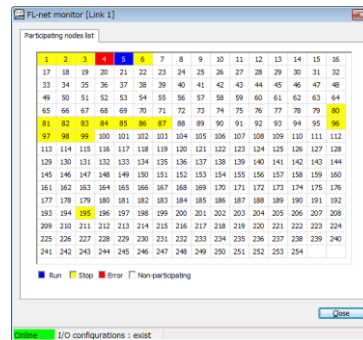 FL-net monitor [Link 1]
Participating nodes list
1 2 3 4 5 6 7 8 9 10 11 12 13 14 15 16
17 18 19 20 21 22 23 24 25 26 27 28 29 30 31 32
33 34 35 36 37 38 39 40 41 42 43 44 45 46 47 48
49 50 51 52 53 54 55 56 57 58 59 60 61 62 63 64
65 66 67 68 69 70 71 72 73 74 75 76 77 78 79 80
81 82 83 84 85 86 87 88 89 90 91 92 93 94 95 96
97 98 99 100 101 102 103 104 105 106 107 108 109 110 111 112
113 114 115 116 117 118 119 120 121 122 123 124 125 126 127 128
129 130 131 132 133 134 135 136 137 138 139 140 141 142 143 144
145 146 147 148 149 150 151 152 153 154 155 156 157 158 159 160
161 162 163 164 165 166 167 168 169 170 171 172 173 174 175 176
177 178 179 180 181 182 183 184 185 186 187 188 189 190 191 192
193 194 195 196 197 198 199 200 201 202 203 204 205 206 207 208
209 210 211 212 213 214 215 216 217 218 219 220 221 222 223 224
225 226 227 228 229 230 231 232 233 234 235 236 237 238 239 240
241 242 243 244 245 246 247 248 249 250 251 252 253 254
Run Stop Error Non-participating
Close
Online I/O configurations : exist